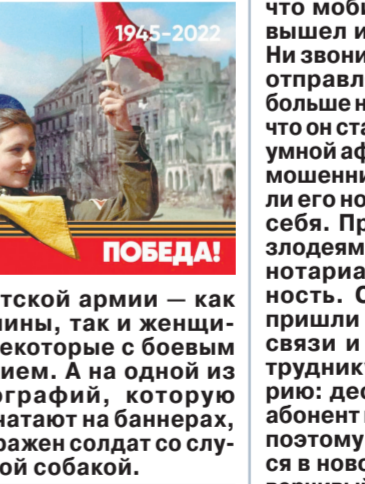 1945-2022
ПОБЕДА!
тской армии — как
ины, так и женщи-
екоторые с боевым
ием. А на одной из
ографий, которую
чатают на баннерах,
ражен солдат со слу-
ой собакой.
что моби
вышел и
Ни звони
отправл
больше н
что он ста
умной аф
мошенни
ли его но
себя. Пр
злодеям
нотариа
ность. С
пришли
связи и
трудник
рию: дес
абонент
поэтому
ся в ново